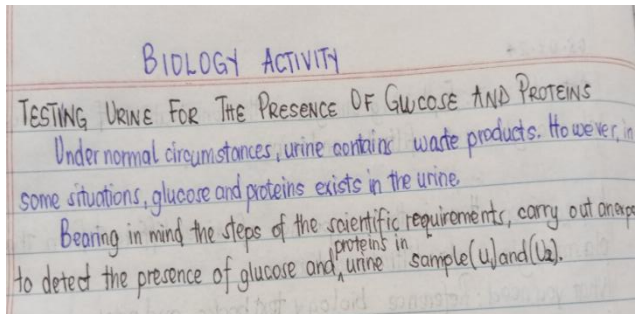 BIOLOGY ACTIVITY
TESTING URINE FOR THE PRESENCE OF GLUCOSE AND PROTEINS
Under normal circumstances, urine contains waste products. However, in
some situations, glucose and proteins exists in the urine.
Bearing in mind the steps of the scientific requirements, carry out an expe
proteins in
to detect the presence of glucose and ^ urine sample (U₁) and (U₂).